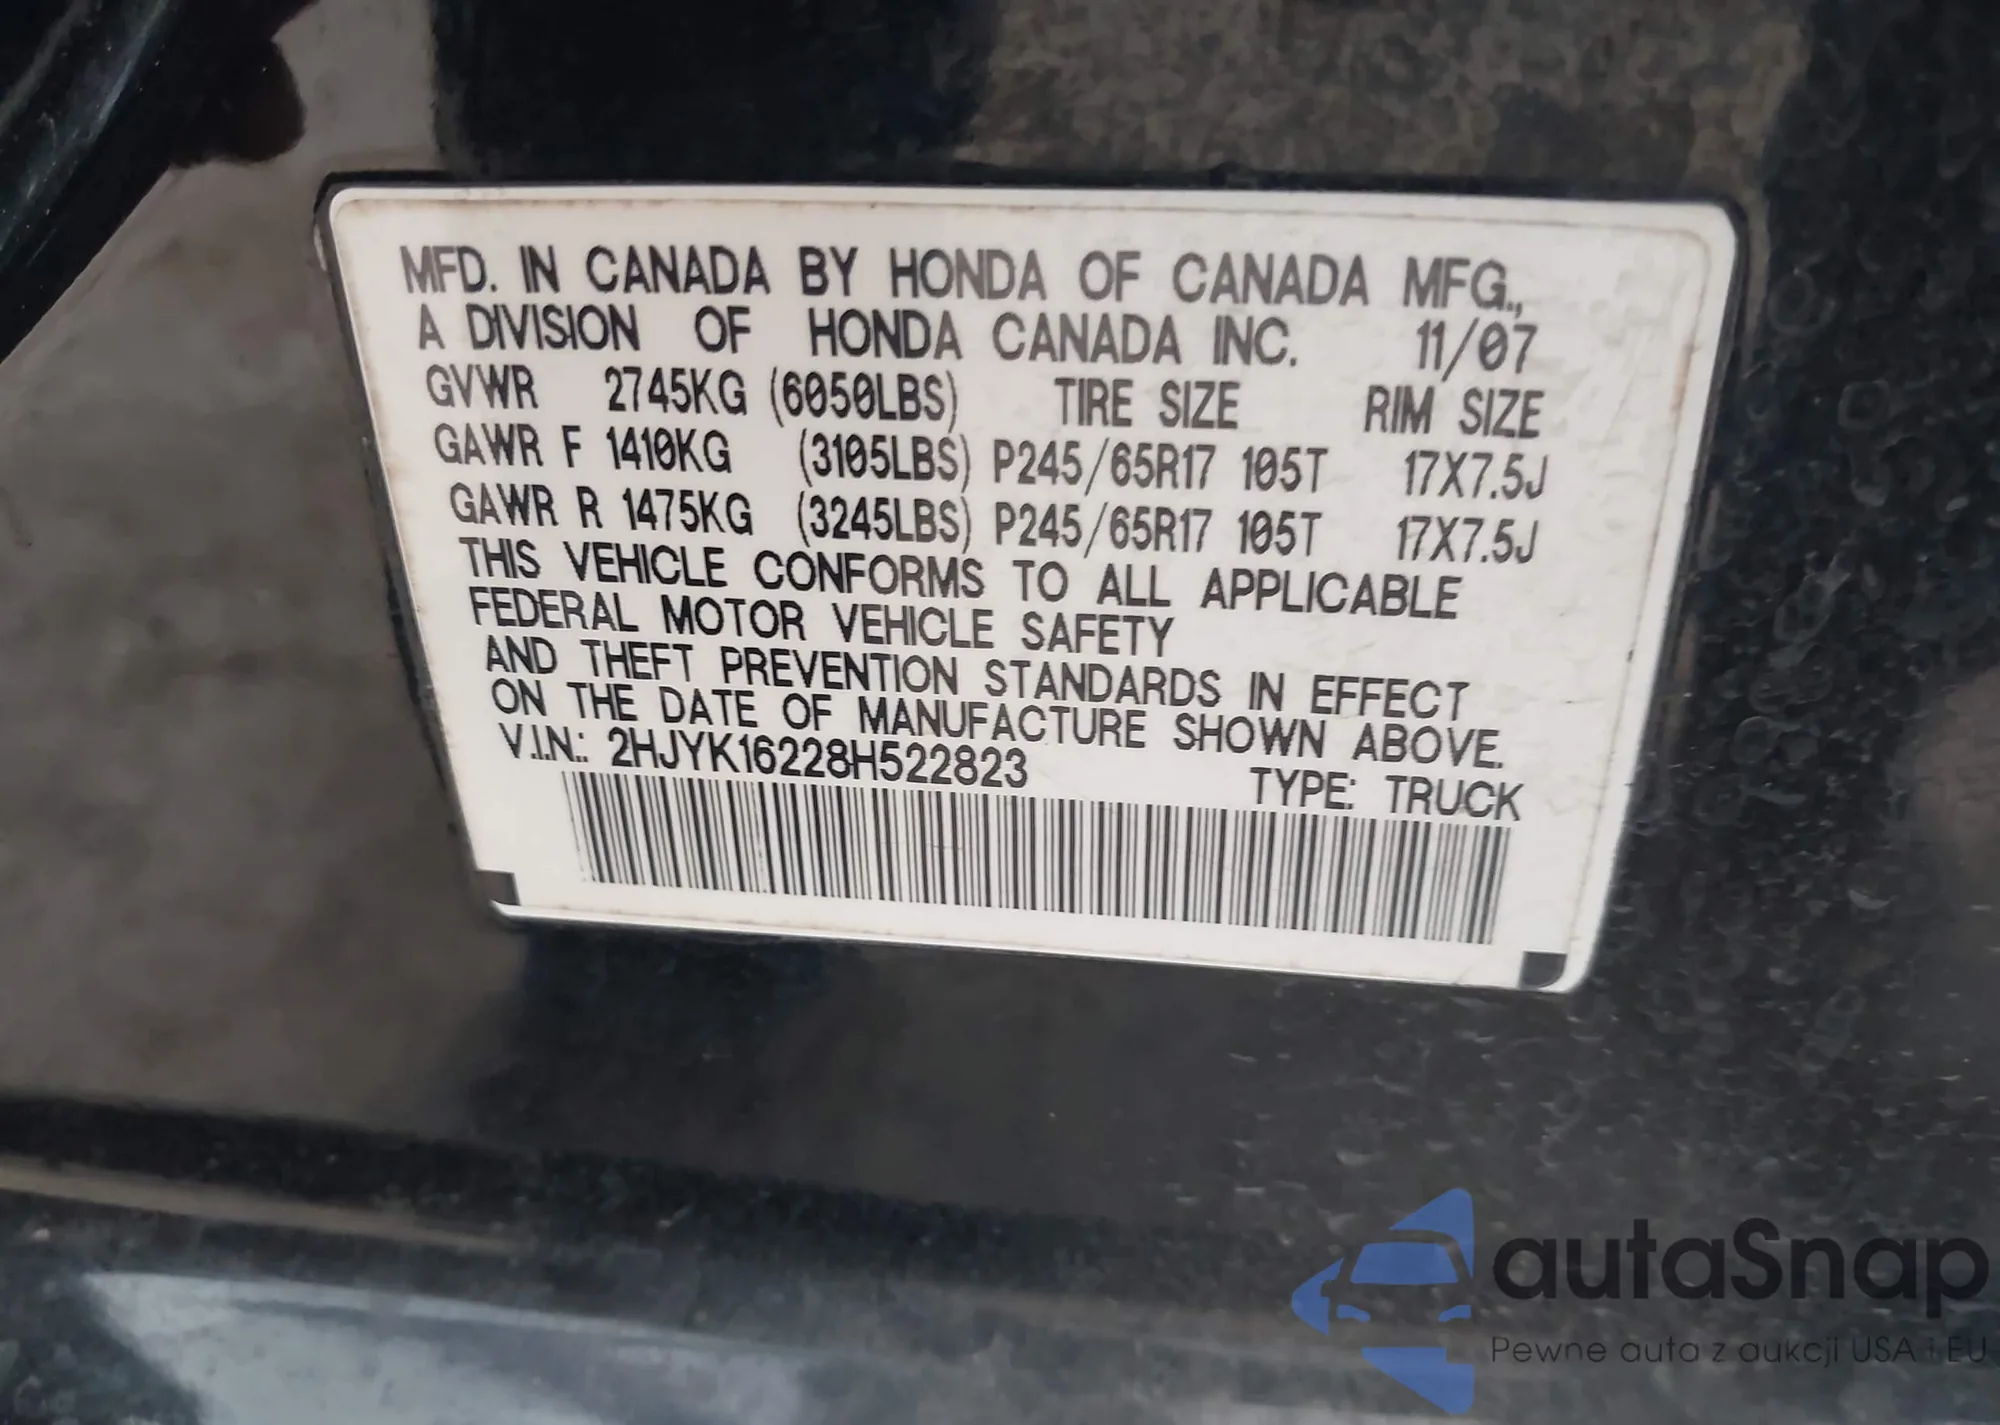 MFD. IN CANADA BY HONDA OF CANADA MFG.,
A DIVISION OF HONDA CANADA INC. 11/07
GVWR 2745KG (6050LBS) TIRE SIZE RIM SIZE
GAWR F 1410KG (3105LBS) P245/65R17 105T 17X7.5J
GAWR R 1475KG (3245LBS) P245/65R17 105T 17X7.5J
THIS VEHICLE CONFORMS TO ALL APPLICABLE
FEDERAL MOTOR VEHICLE SAFETY
AND THEFT PREVENTION STANDARDS IN EFFECT
ON THE DATE OF MANUFACTURE SHOWN ABOVE.
V.I.N.: 2HJYK16228H522823
TYPE: TRUCK
autaSnap
Pewne auta z aukcji USA i EU